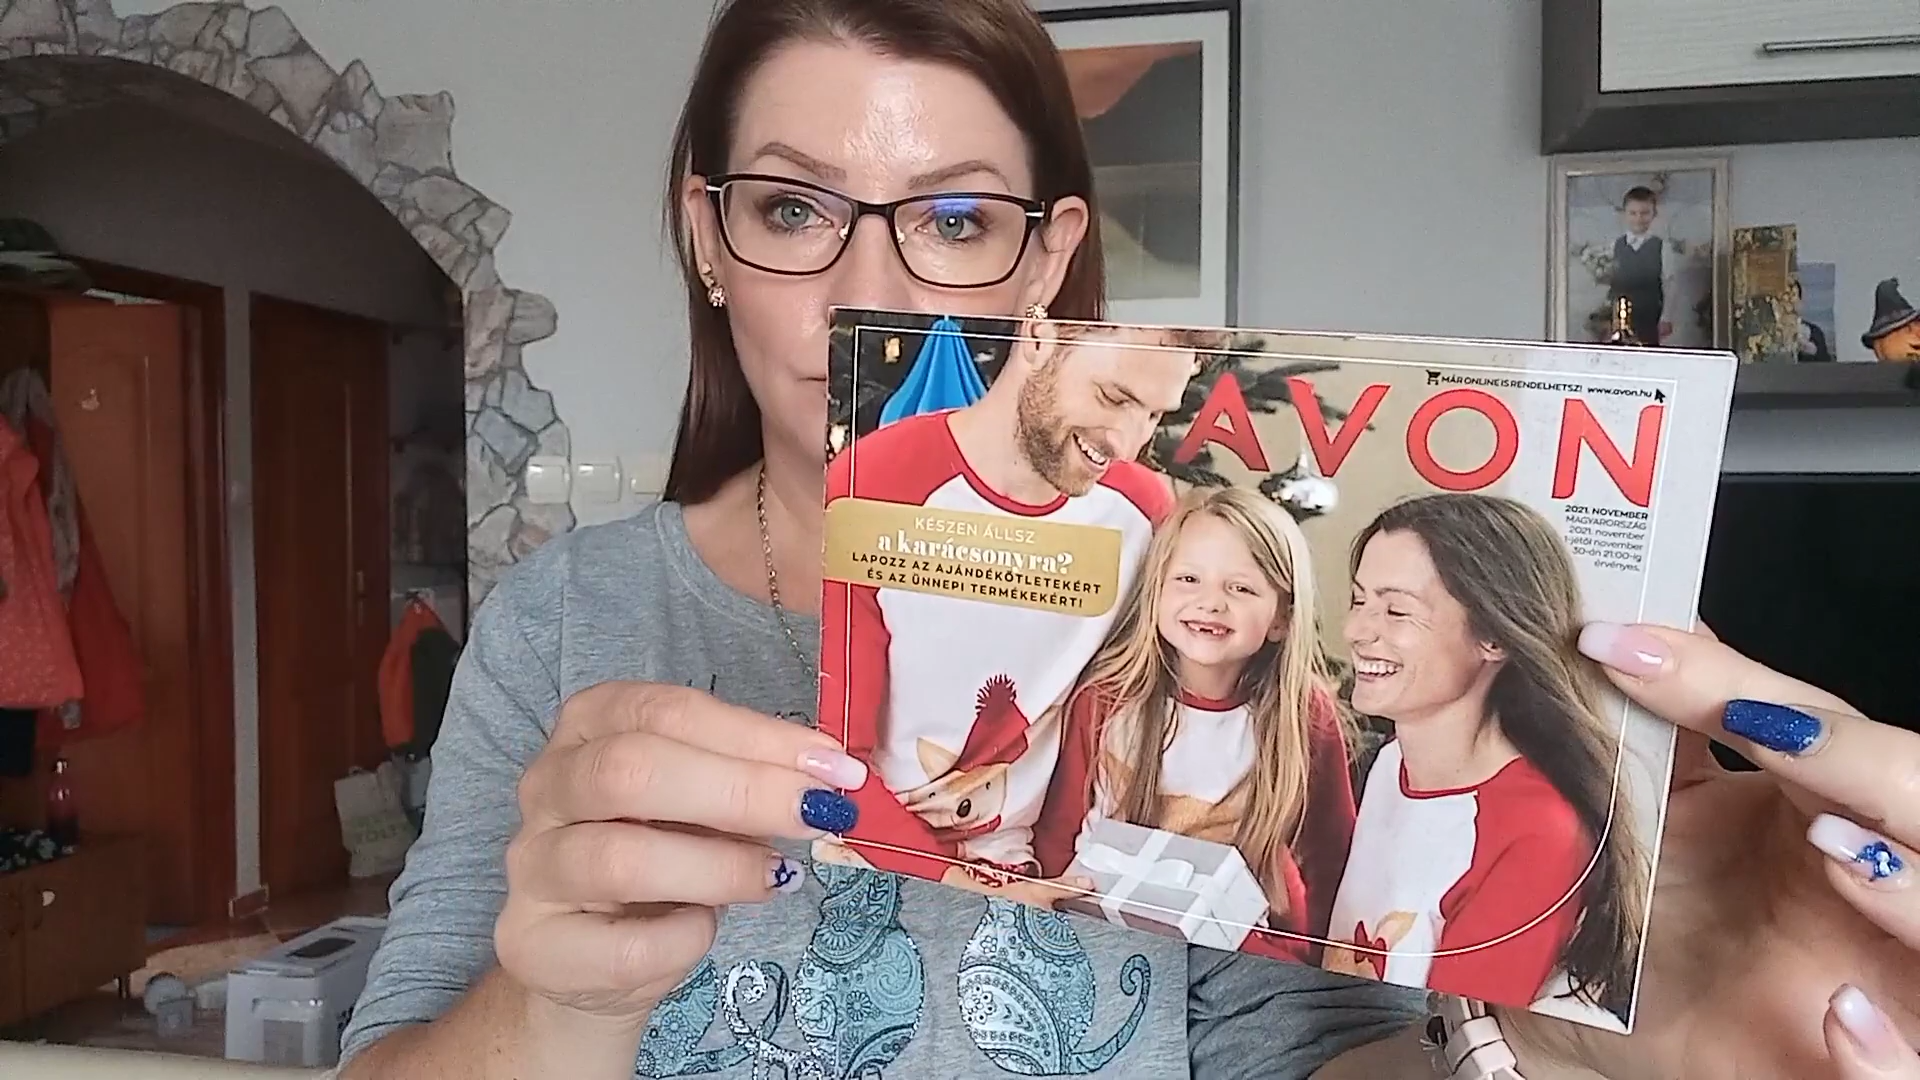 MÁR ONLINE IS RENDELHETSZ! www.avon.hu
AVON
2021. NOVEMBER
MAGYARORSZÁG
2021. november
1-jétől november
30-án 21:00-ig
érvényes.
KÉSZEN ÁLLSZ
a karácsonyra?
LAPOZZ AZ AJÁNDÉKÖTLETEKÉRT
ÉS AZ ÜNNEPI TERMÉKEKÉRT!